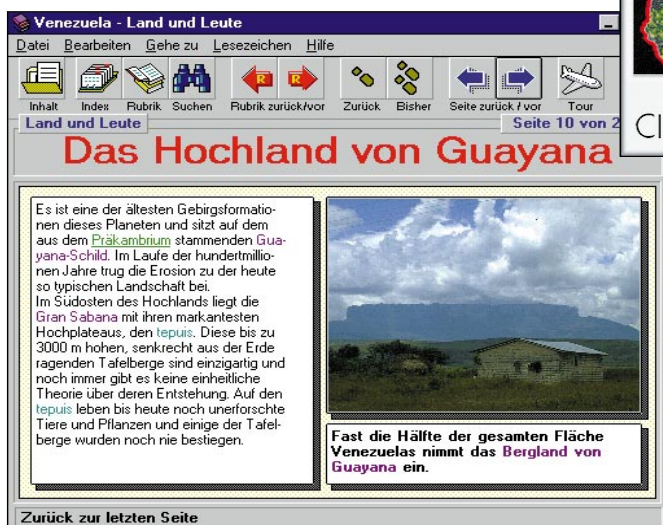 Venezuela - Land und Leute
Datei Bearbeiten Gehe zu Lesezeichen Hilfe
Inhalt Index Rubrik Suchen Rubrik zurück/vor Zurück Bisher Seite zurück / vor Tour
Land und Leute
Seite 10 von 2
Das Hochland von Guayana
Es ist eine der ältesten Gebirgsformatio-
nen dieses Planeten und sitzt auf dem
aus dem Präkambrium stammenden Gua-
yana-Schild. Im Laufe der hundertmillio-
nen Jahre trug die Erosion zu der heute
so typischen Landschaft bei.
Im Südosten des Hochlands liegt die
Gran Sabana mit ihren markantesten
Hochplateaus, den tepuis. Diese bis zu
3000 m hohen, senkrecht aus der Erde
ragenden Tafelberge sind einzigartig und
noch immer gibt es keine einheitliche
Theorie über deren Entstehung. Auf den
tepuis leben bis heute noch unerforschte
Tiere und Pflanzen und einige der Tafel-
berge wurden noch nie bestiegen.
Fast die Hälfte der gesamten Fläche
Venezuelas nimmt das Bergland von
Guayana ein.
Zurück zur letzten Seite